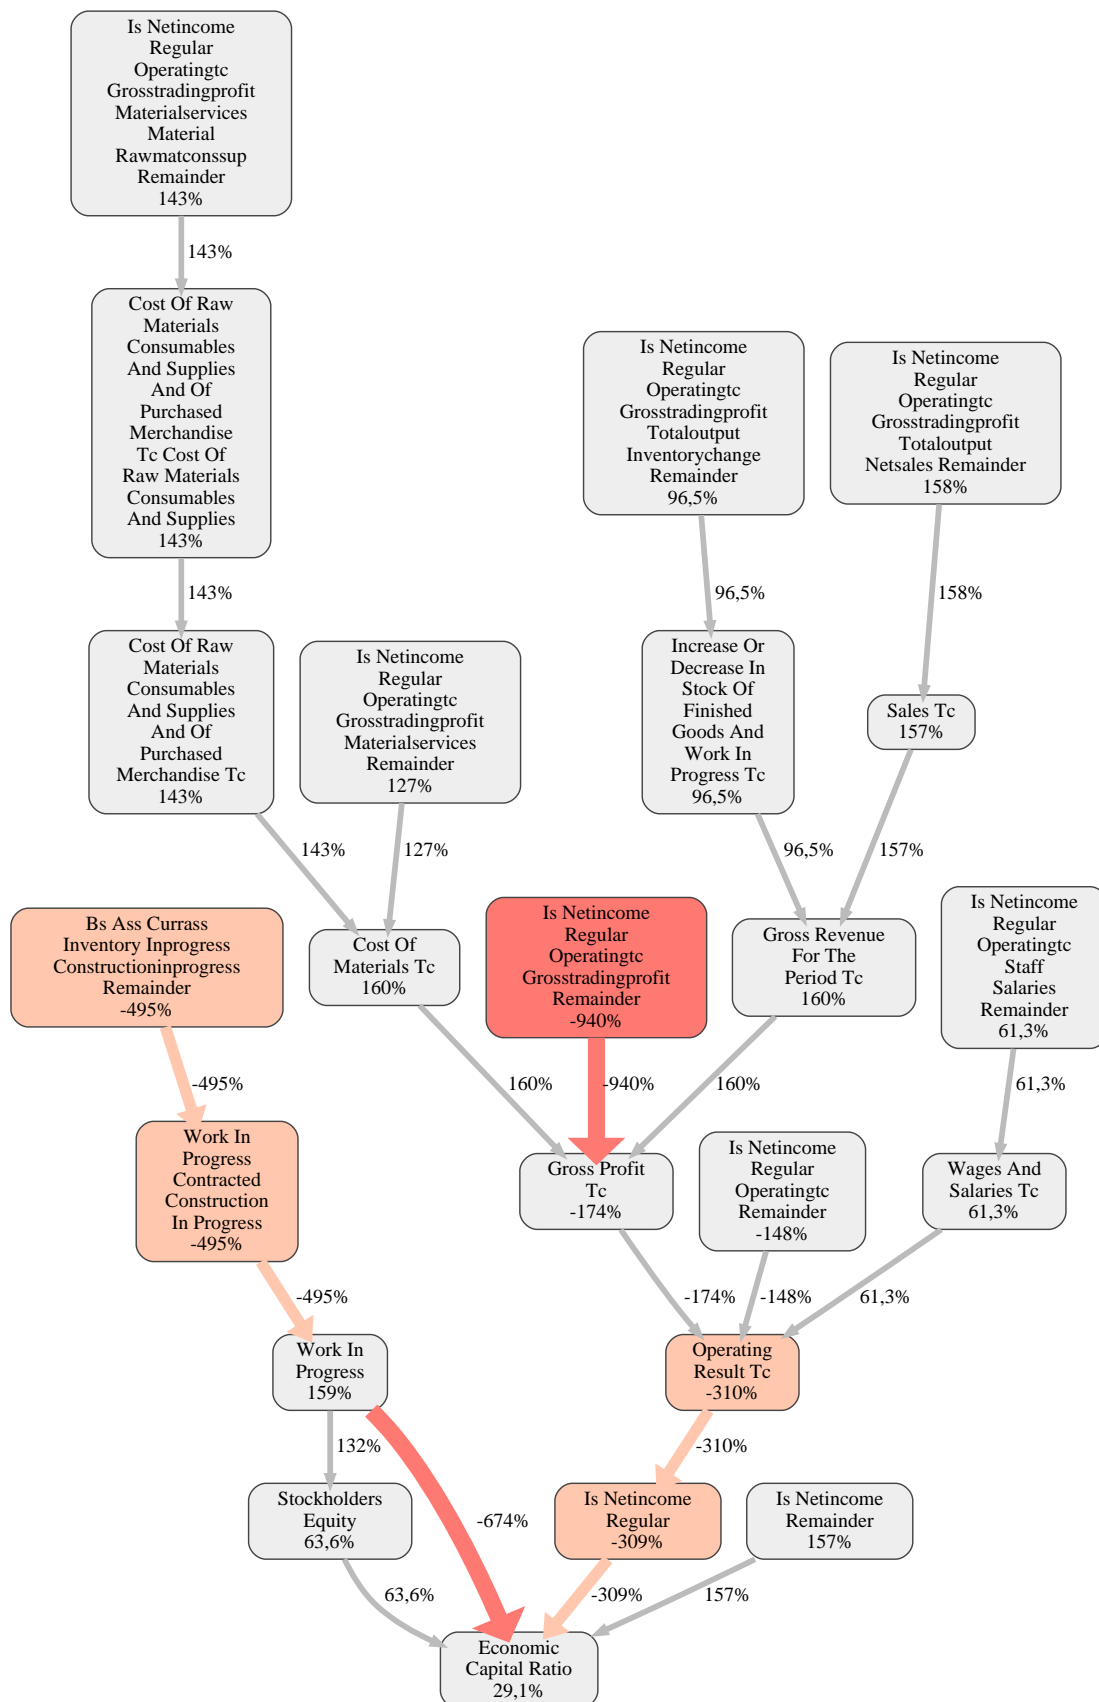 Is Netincome
Regular
Operatingtc
Grosstradingprofit
Materialservices
Material
Rawmatconssup
Remainder
143%
143%
Cost Of Raw
Materials
Consumables
And Supplies
And Of
Purchased
Merchandise
Tc Cost Of
Raw Materials
Consumables
And Supplies
143%
Is Netincome
Regular
Operatingtc
Grosstradingprofit
Totaloutput
Inventorychange
Remainder
96,5%
Is Netincome
Regular
Operatingtc
Grosstradingprofit
Totaloutput
Netsales Remainder
158%
143%
96,5%
158%
Cost Of Raw
Materials
Consumables
And Supplies
And Of
Purchased
Merchandise Tc
143%
Is Netincome
Regular
Operatingtc
Grosstradingprofit
Materialservices
Remainder
127%
Increase Or
Decrease In
Stock Of
Finished
Goods And
Work In
Progress Tc
96,5%
Sales Tc
157%
143%
127%
96,5%
157%
Bs Ass Currass
Inventory Inprogress
Constructioninprogress
Remainder
-495%
Cost Of
Materials Tc
160%
Is Netincome
Regular
Operatingtc
Grosstradingprofit
Remainder
-940%
Gross Revenue
For The
Period Tc
160%
Is Netincome
Regular
Operatingtc
Staff
Salaries
Remainder
61,3%
-495%
160%
-940%
160%
61,3%
Work In
Progress
Contracted
Construction
In Progress
-495%
Gross Profit
Tc
-174%
Is Netincome
Regular
Operatingtc
Remainder
-148%
Wages And
Salaries Tc
61,3%
-495%
-174%
-148%
61,3%
Work In
Progress
159%
Operating
Result Tc
-310%
132%
-674%
-310%
Stockholders
Equity
63,6%
Is Netincome
Regular
-309%
Is Netincome
Remainder
157%
63,6%
-309%
157%
Economic
Capital Ratio
29,1%